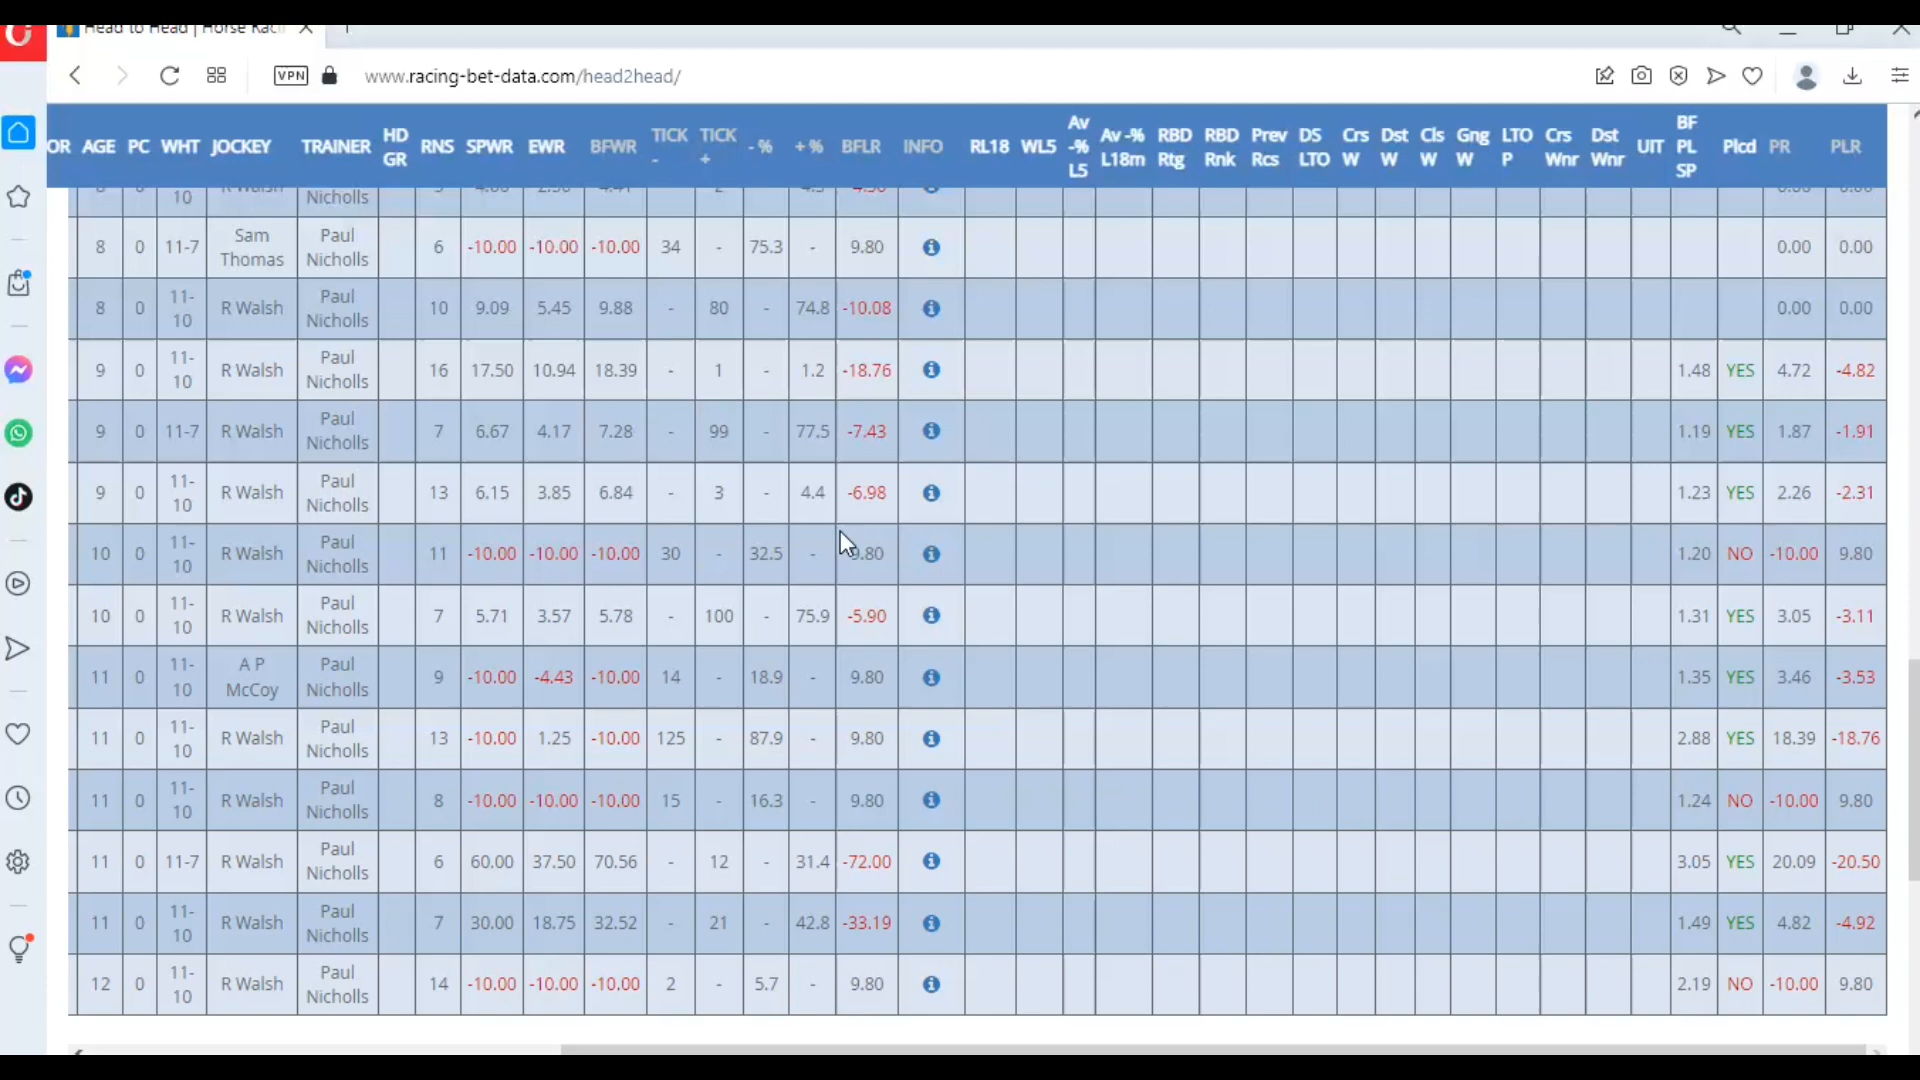 Head to Head | Horse Raci
VPN www.racing-bet-data.com/head2head/
OR AGE PC WHT JOCKEY TRAINER HD GR RNS SPWR EWR BFWR TICK - TICK + - % + % BFLR INFO RL18 WL5 Av -% L5 Av -% L18m RBD Rtg RBD Rnk Prev Rcs DS LTO Crs W Dst W Cls W Gng W LTO P Crs Wnr Dst Wnr UIT BF PL SP Plcd PR PLR
10 R Walsh Nicholls
8 0 11-7 Sam Thomas Paul Nicholls 6 -10.00 -10.00 -10.00 34 - 75.3 - 9.80 0.00 0.00
8 0 11-10 R Walsh Paul Nicholls 10 9.09 5.45 9.88 - 80 - 74.8 -10.08 0.00 0.00
9 0 11-10 R Walsh Paul Nicholls 16 17.50 10.94 18.39 - 1 - 1.2 -18.76 1.48 YES 4.72 -4.82
9 0 11-7 R Walsh Paul Nicholls 7 6.67 4.17 7.28 - 99 - 77.5 -7.43 1.19 YES 1.87 -1.91
9 0 11-10 R Walsh Paul Nicholls 13 6.15 3.85 6.84 - 3 - 4.4 -6.98 1.23 YES 2.26 -2.31
10 0 11-10 R Walsh Paul Nicholls 11 -10.00 -10.00 -10.00 30 - 32.5 - 9.80 1.20 NO -10.00 9.80
10 0 11-10 R Walsh Paul Nicholls 7 5.71 3.57 5.78 - 100 - 75.9 -5.90 1.31 YES 3.05 -3.11
11 0 11-10 A P McCoy Paul Nicholls 9 -10.00 -4.43 -10.00 14 - 18.9 - 9.80 1.35 YES 3.46 -3.53
11 0 11-10 R Walsh Paul Nicholls 13 -10.00 1.25 -10.00 125 - 87.9 - 9.80 2.88 YES 18.39 -18.76
11 0 11-10 R Walsh Paul Nicholls 8 -10.00 -10.00 -10.00 15 - 16.3 - 9.80 1.24 NO -10.00 9.80
11 0 11-7 R Walsh Paul Nicholls 6 60.00 37.50 70.56 - 12 - 31.4 -72.00 3.05 YES 20.09 -20.50
11 0 11-10 R Walsh Paul Nicholls 7 30.00 18.75 32.52 - 21 - 42.8 -33.19 1.49 YES 4.82 -4.92
12 0 11-10 R Walsh Paul Nicholls 14 -10.00 -10.00 -10.00 2 - 5.7 - 9.80 2.19 NO -10.00 9.80